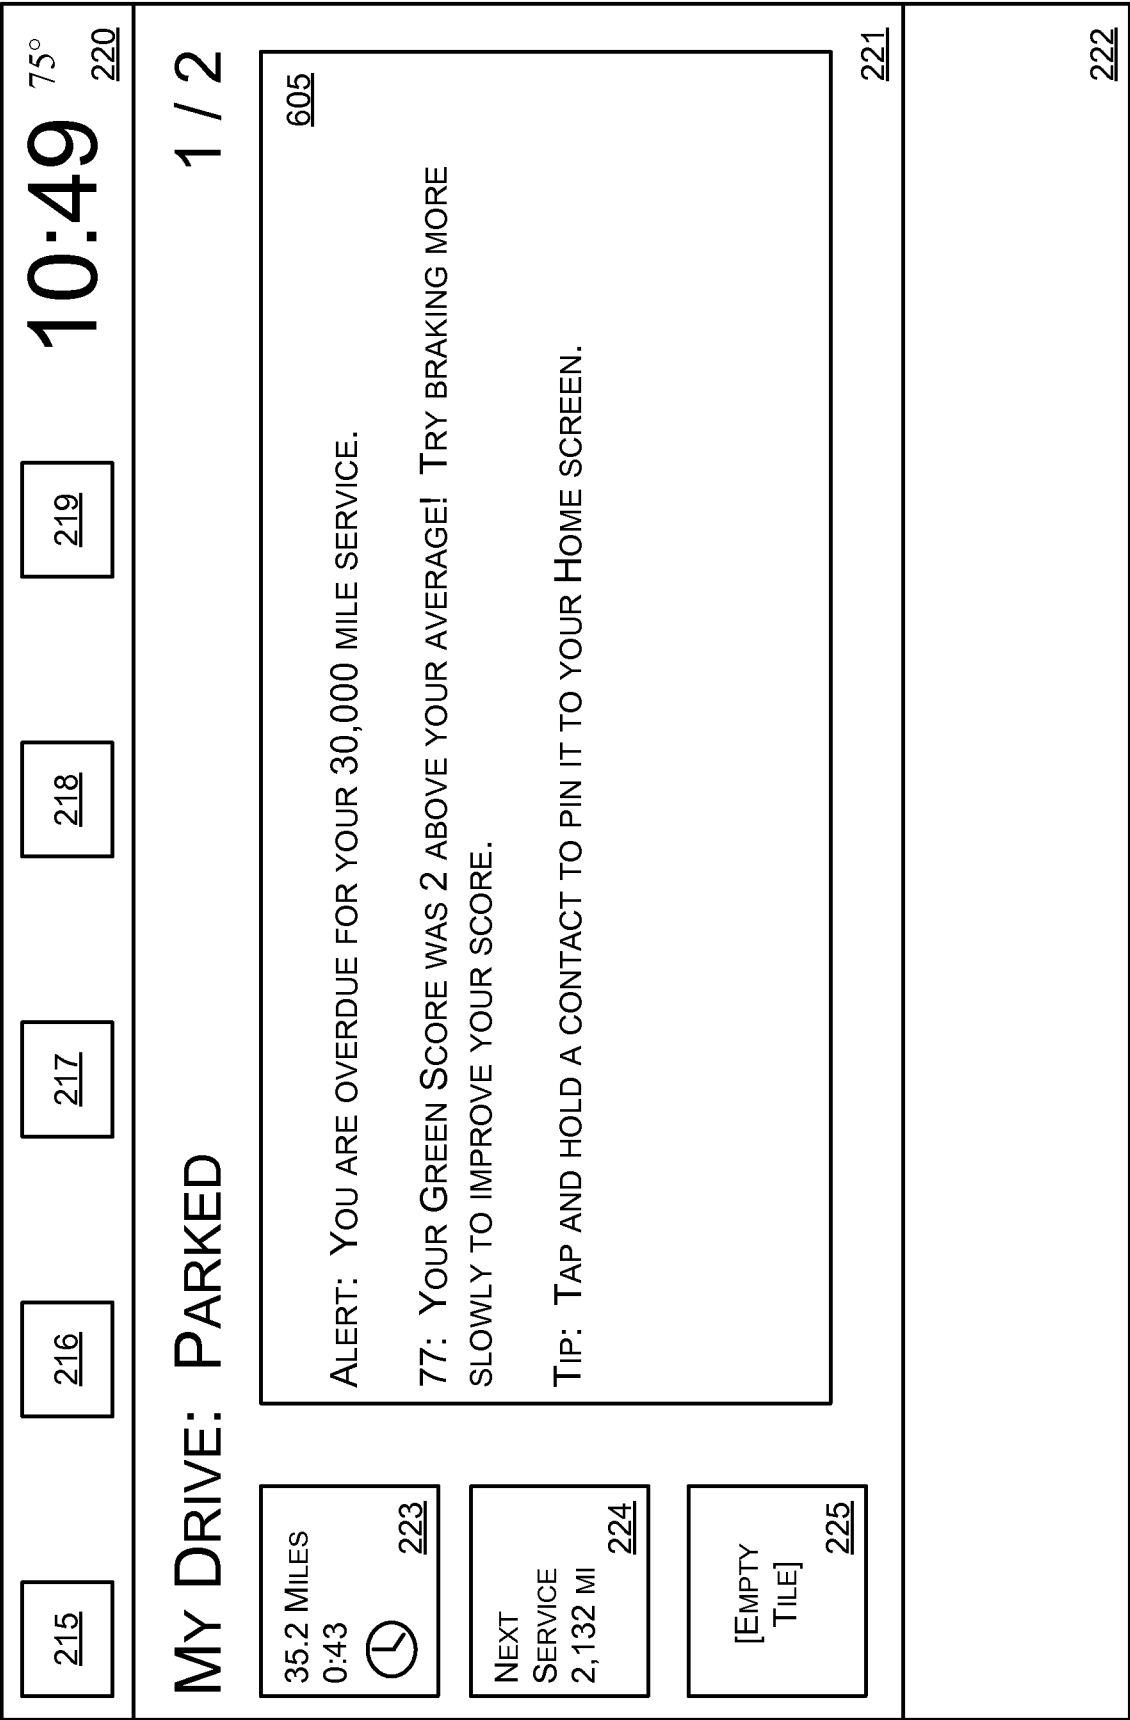 215 216 217 218 219 10:49 75°
220
MY DRIVE: PARKED 1 / 2
35.2 MILES
0:43
223
NEXT
SERVICE
2,132 MI
224
[EMPTY
TILE]
225
605
ALERT: YOU ARE OVERDUE FOR YOUR 30,000 MILE SERVICE.
77: YOUR GREEN SCORE WAS 2 ABOVE YOUR AVERAGE! TRY BRAKING MORE
SLOWLY TO IMPROVE YOUR SCORE.
TIP: TAP AND HOLD A CONTACT TO PIN IT TO YOUR HOME SCREEN.
221
222